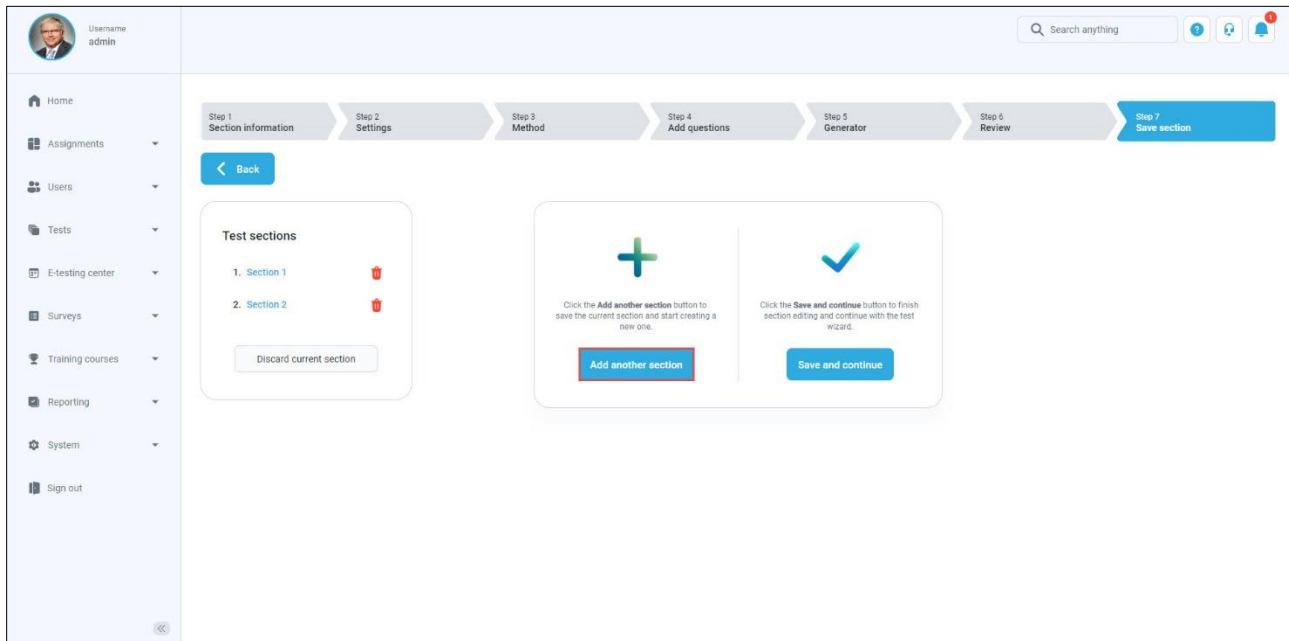 Username
admin
Search anything
?
1
Home
Assignments
Users
Tests
E-testing center
Surveys
Training courses
Reporting
System
Sign out
Step 1
Section information
Step 2
Settings
Step 3
Method
Step 4
Add questions
Step 5
Generator
Step 6
Review
Step 7
Save section
Back
Test sections
1. Section 1
2. Section 2
Discard current section
Click the Add another section button to
save the current section and start creating a
new one.
Add another section
Click the Save and continue button to finish
section editing and continue with the test
wizard.
Save and continue